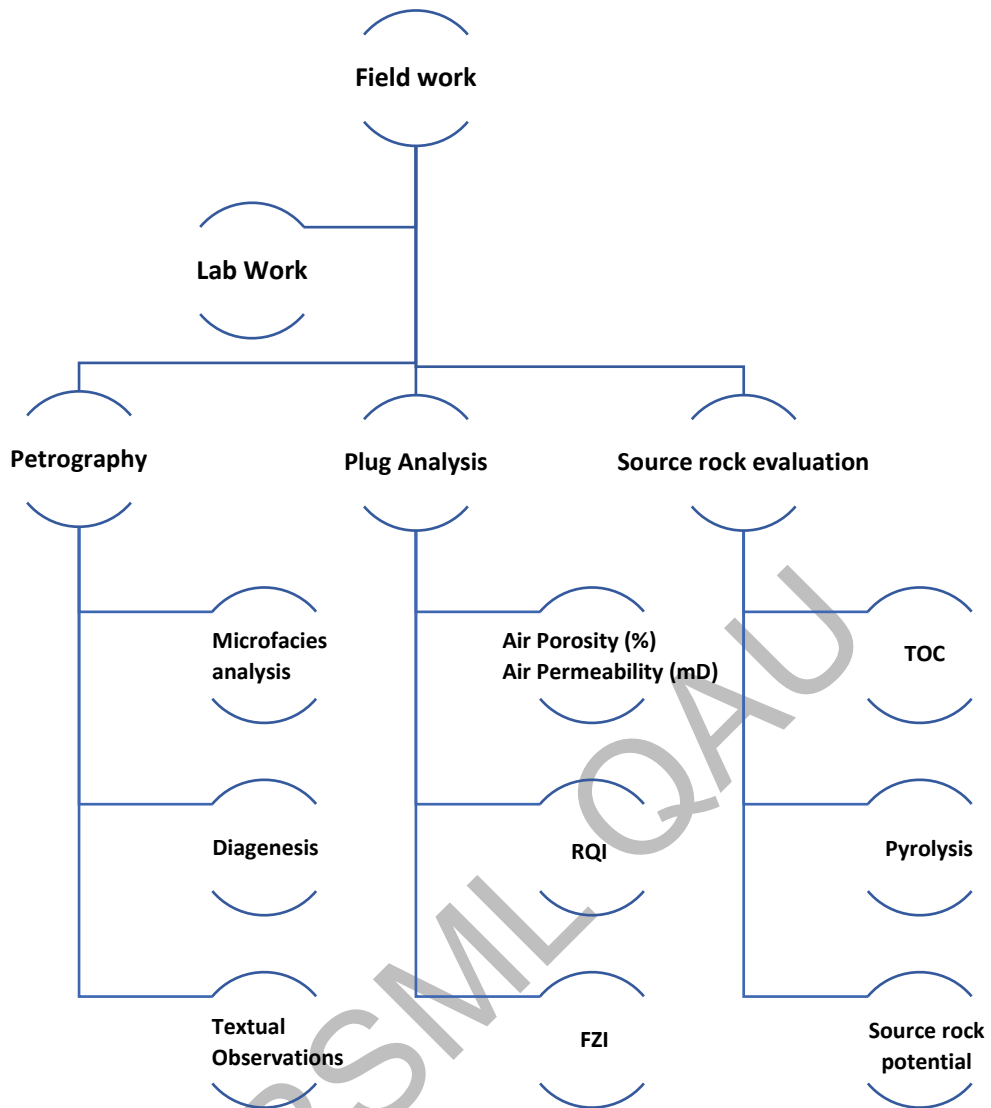 Field work
Lab Work
Petrography
Plug Analysis
Source rock evaluation
Microfacies
analysis
Air Porosity (%)
Air Permeability (mD)
TOC
Diagenesis
RQI
Pyrolysis
Textual
Observations
FZI
Source rock
potential
QAU